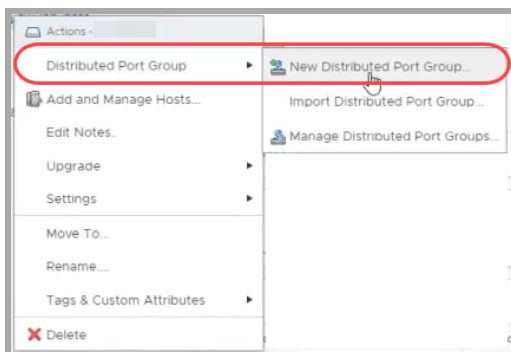 Actions -
Distributed Port Group
New Distributed Port Group...
Add and Manage Hosts...
Import Distributed Port Group...
Edit Notes..
Manage Distributed Port Groups...
Upgrade
Settings
Move To...
Rename....
Tags & Custom Attributes
Delete